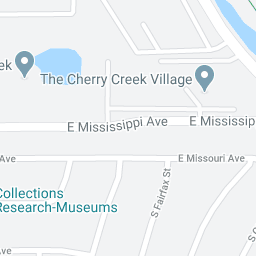 ek
The Cherry Creek Village
E Mississippi Ave
E Mississip
Ave
E Missouri Ave
Collections
Research-Museums
S Fairfax St
S C